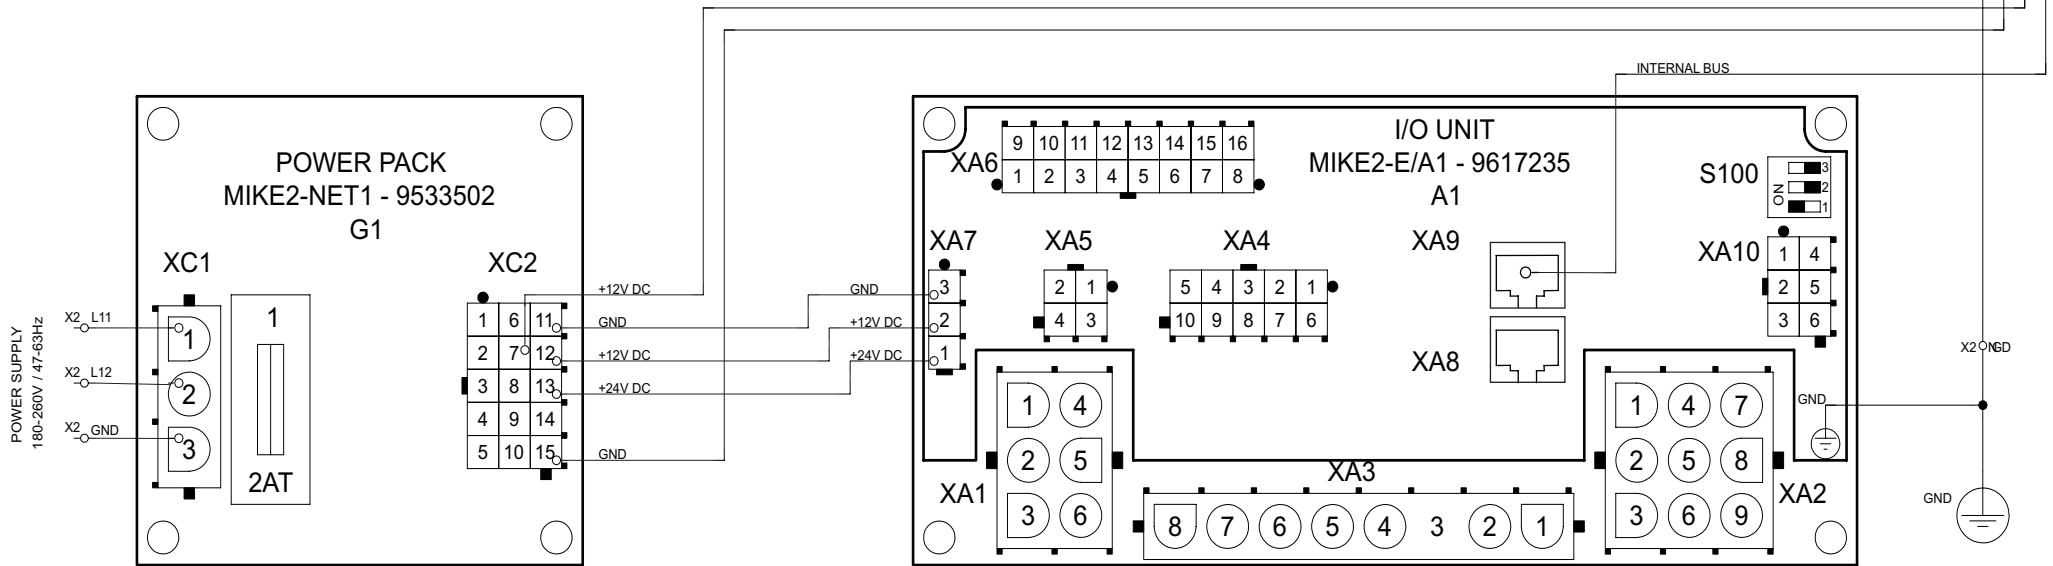 INTERNAL BUS
POWER PACK
MIKE2-NET1 - 9533502
G1
XC1
XC2
POWER SUPPLY
180-260V / 47-63Hz
X2 L11
X2 L12
X2 GND
1
2
3
1
2AT
1 6 11
2 7 12
3 8 13
4 9 14
5 10 15
+12V DC
GND
+12V DC
+24V DC
GND
GND
+12V DC
+24V DC
I/O UNIT
MIKE2-E/A1 - 9617235
A1
XA6
9 10 11 12 13 14 15 16
1 2 3 4 5 6 7 8
S100
ON
3
2
1
XA7
3
2
1
XA5
2 1
4 3
XA4
5 4 3 2 1
10 9 8 7 6
XA9
XA8
XA10
1 4
2 5
3 6
XA1
1 4
2 5
3 6
XA3
8 7 6 5 4 3 2 1
XA2
1 4 7
2 5 8
3 6 9
GND
X2
GND